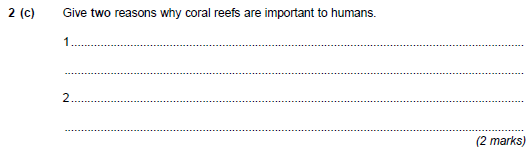 2 (c) Give two reasons why coral reefs are important to humans.
1.............................................................................................................................
.............................................................................................................................
2.............................................................................................................................
.............................................................................................................................
(2 marks)